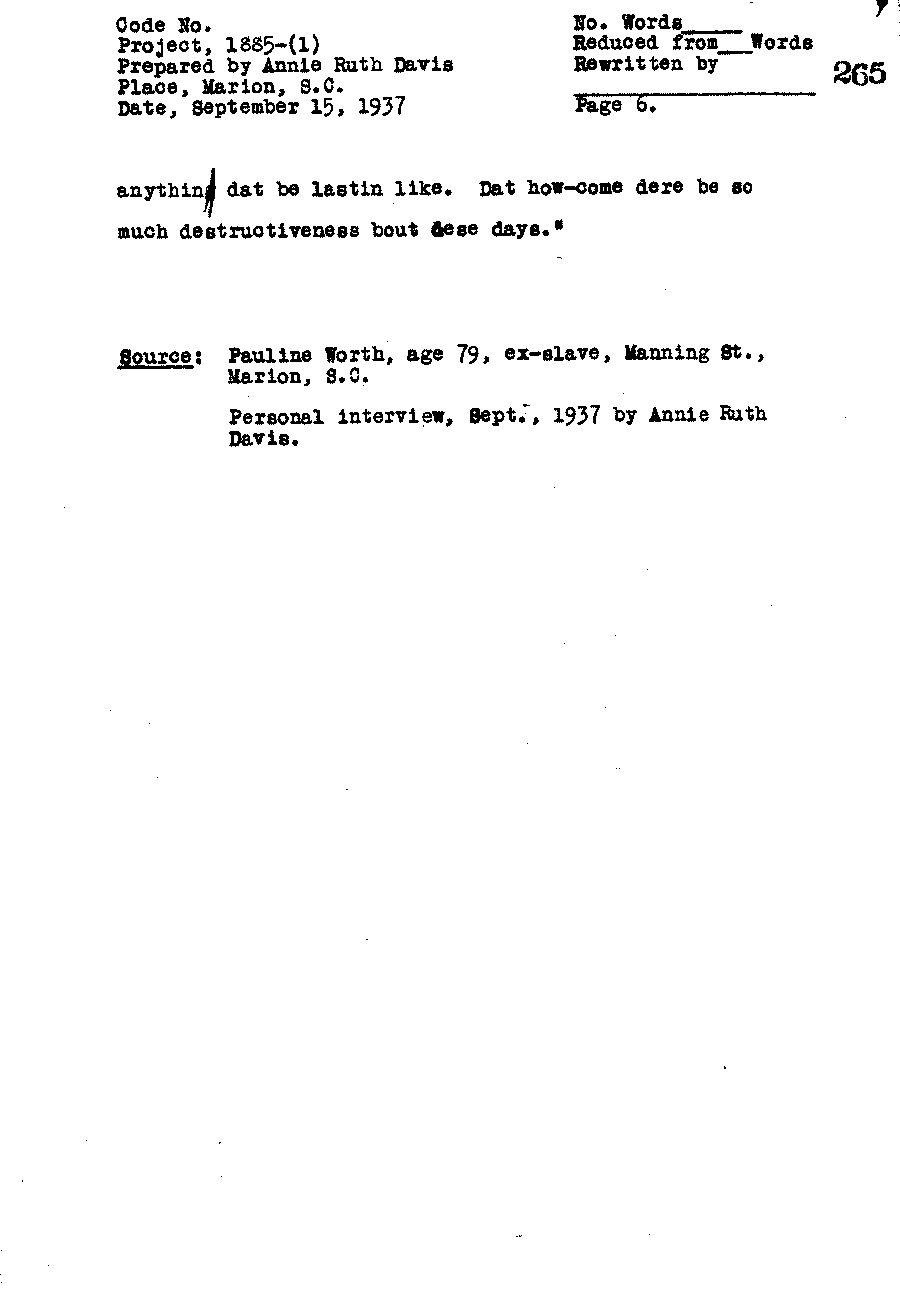 Code No.
Project, 1885-(1)
Prepared by Annie Ruth Davis
Place, Marion, S.C.
Date, September 15, 1937
No. Words_____
Reduced from___Words
Rewritten by
265
Page 6.
anythin dat be lastin like. Dat how-come dere be so
much destructiveness bout dese days."
Source: Pauline Worth, age 79, ex-slave, Manning St.,
Marion, S.C.
Personal interview, Sept., 1937 by Annie Ruth
Davis.